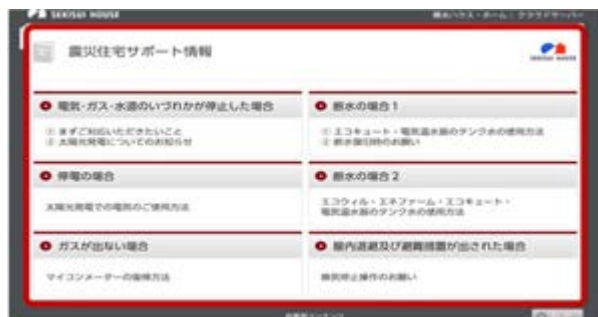 SEKISUI HOUSE
積水ハウス・ホーム | クラウドサーバー
震災住宅サポート情報
SEKISUI HOUSE
電気・ガス・水道のいづれかが停止した場合
① まずご対応いただきたいこと
② 太陽光発電についてのお知らせ
断水の場合1
① エコキュート・電気温水器のタンク水の使用方法
② 断水復旧時のお願い
停電の場合
太陽光発電での電気のご使用方法
断水の場合2
エコウィル・エネファーム・エコキュート・
電気温水器のタンク水の使用方法
ガスが出ない場合
マイコンメーターの復帰方法
屋内退避及び避難措置が出された場合
換気停止操作のお願い